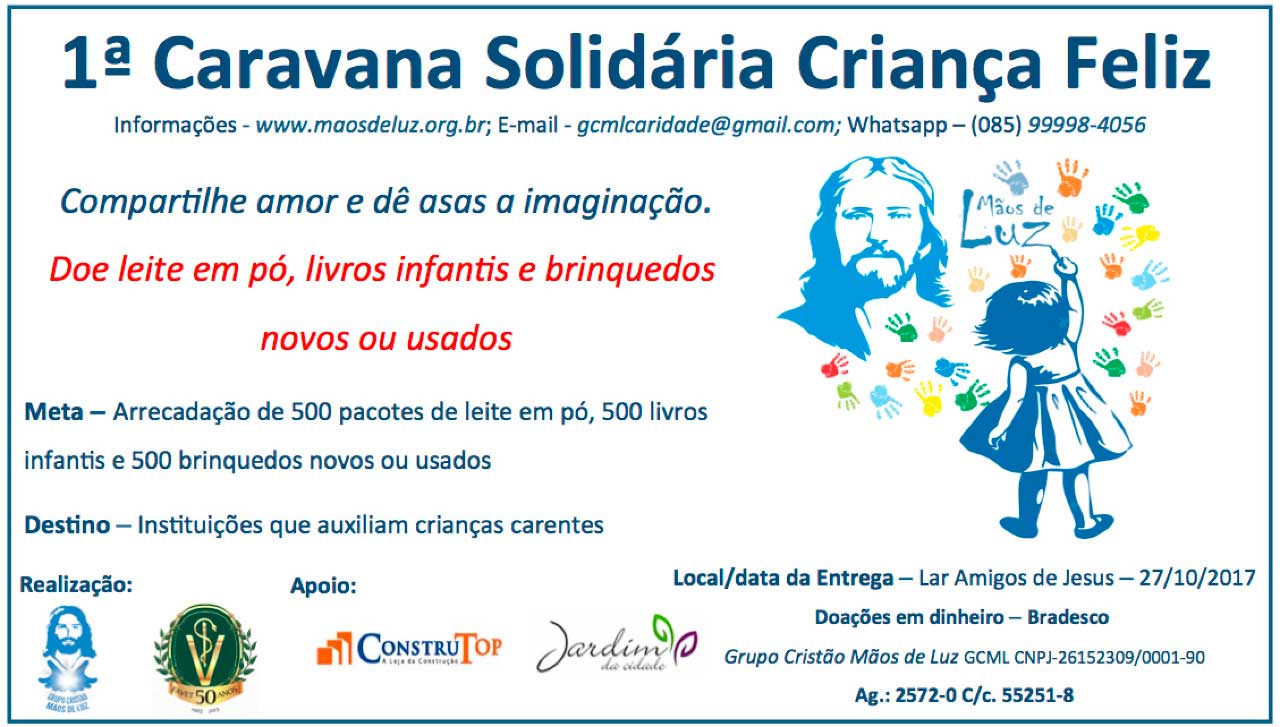 1ª Caravana Solidária Criança Feliz
Informações - www.maosdeluz.org.br; E-mail - gcmlcaridade@gmail.com; Whatsapp – (085) 99998-4056
Compartilhe amor e dê asas a imaginação.
Doe leite em pó, livros infantis e brinquedos
novos ou usados
Mãos de
Luz
Meta – Arrecadação de 500 pacotes de leite em pó, 500 livros
infantis e 500 brinquedos novos ou usados
Destino – Instituições que auxiliam crianças carentes
Realização:
GRUPO CRISTÃO
MÃOS DE LUZ
V
FAVET 50 ANOS
Apoio:
CONSTRUTOP
A Loja da Construção
Jardim
da cidade
Local/data da Entrega – Lar Amigos de Jesus – 27/10/2017
Doações em dinheiro – Bradesco
Grupo Cristão Mãos de Luz GCML CNPJ-26152309/0001-90
Ag.: 2572-0 C/c. 55251-8